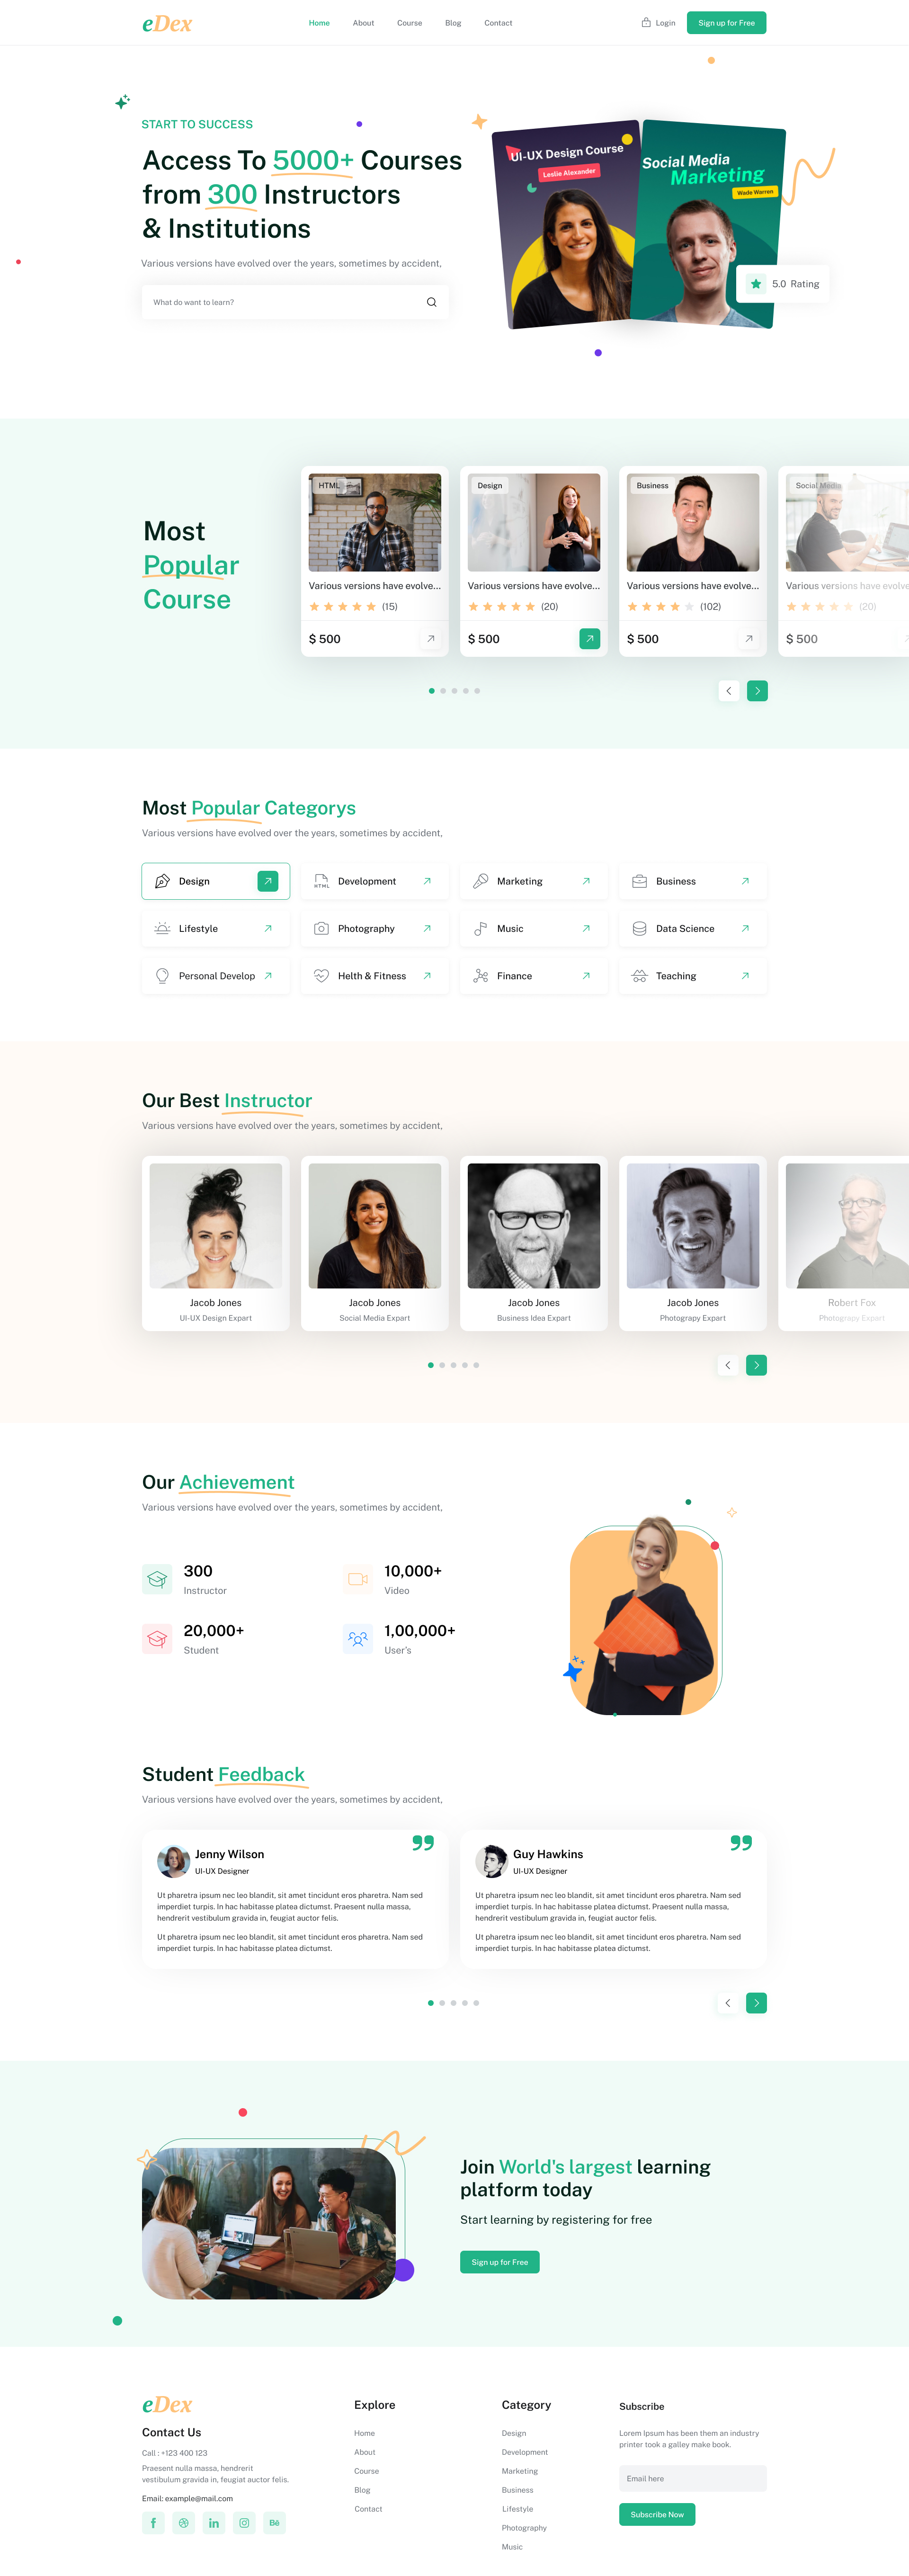 eDex
Home
About
Course
Blog
Contact
Login
Sign up for Free
START TO SUCCESS
Access To 5000+ Courses
from 300 Instructors
& Institutions
Various versions have evolved over the years, sometimes by accident,
What do want to learn?
UI-UX Design Course
Leslie Alexander
Social Media
Marketing
Wade Warren
5.0 Rating
Most
Popular
Course
HTML
Various versions have evolve...
(15)
$ 500
Design
Various versions have evolve...
(20)
$ 500
Business
Various versions have evolve...
(102)
$ 500
Social Media
Various versions have evolve
(20)
$ 500
Most Popular Categorys
Various versions have evolved over the years, sometimes by accident,
Design
Development
Marketing
Business
Lifestyle
Photography
Music
Data Science
Personal Develop
Helth & Fitness
Finance
Teaching
Our Best Instructor
Various versions have evolved over the years, sometimes by accident,
Jacob Jones
UI-UX Design Expart
Jacob Jones
Social Media Expart
Jacob Jones
Business Idea Expart
Jacob Jones
Photograpy Expart
Robert Fox
Photograpy Expart
Our Achievement
Various versions have evolved over the years, sometimes by accident,
300
Instructor
10,000+
Video
20,000+
Student
1,00,000+
User's
Student Feedback
Various versions have evolved over the years, sometimes by accident,
Jenny Wilson
UI-UX Designer
Ut pharetra ipsum nec leo blandit, sit amet tincidunt eros pharetra. Nam sed
imperdiet turpis. In hac habitasse platea dictumst. Praesent nulla massa,
hendrerit vestibulum gravida in, feugiat auctor felis.
Ut pharetra ipsum nec leo blandit, sit amet tincidunt eros pharetra. Nam sed
imperdiet turpis. In hac habitasse platea dictumst.
Guy Hawkins
UI-UX Designer
Ut pharetra ipsum nec leo blandit, sit amet tincidunt eros pharetra. Nam sed
imperdiet turpis. In hac habitasse platea dictumst. Praesent nulla massa,
hendrerit vestibulum gravida in, feugiat auctor felis.
Ut pharetra ipsum nec leo blandit, sit amet tincidunt eros pharetra. Nam sed
imperdiet turpis. In hac habitasse platea dictumst.
Join World's largest learning
platform today
Start learning by registering for free
Sign up for Free
eDex
Contact Us
Call : +123 400 123
Praesent nulla massa, hendrerit
vestibulum gravida in, feugiat auctor felis.
Email: example@mail.com
Explore
Home
About
Course
Blog
Contact
Category
Design
Development
Marketing
Business
Lifestyle
Photography
Music
Subscribe
Lorem Ipsum has been them an industry
printer took a galley make book.
Email here
Subscribe Now